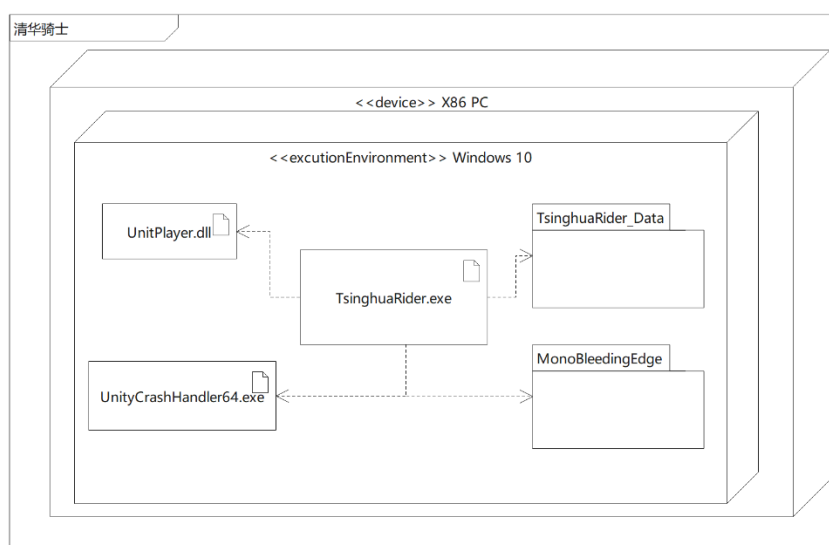 清华骑士
<<device>> X86 PC
<<excutionEnvironment>> Windows 10
UnitPlayer.dll
TsinghuaRider_Data
TsinghuaRider.exe
MonoBleedingEdge
UnityCrashHandler64.exe